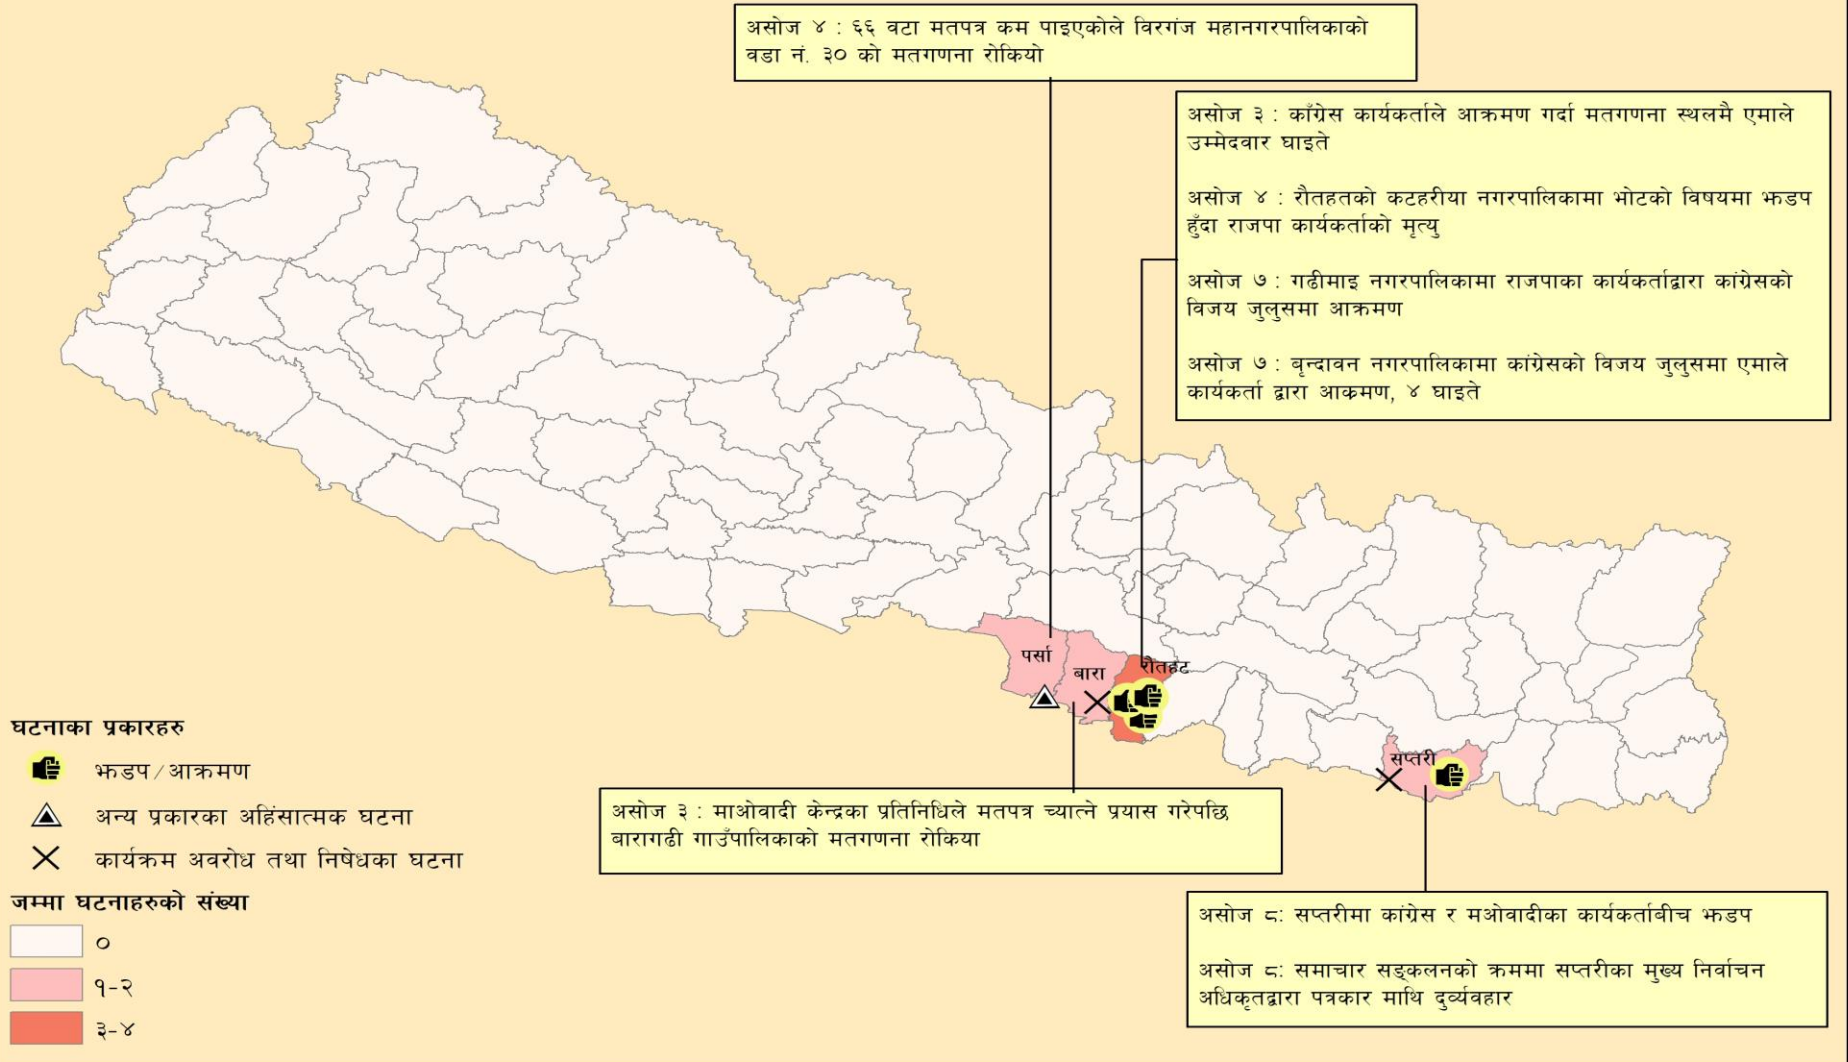 असोज ४ : ६६ वटा मतपत्र कम पाइएकोले विरगंज महानगरपालिकाको
वडा नं. ३० को मतगणना रोकियो
असोज ३ : काँग्रेस कार्यकर्ताले आक्रमण गर्दा मतगणना स्थलमै एमाले
उम्मेदवार घाइते
असोज ४ : रौतहतको कटहरीया नगरपालिकामा भोटको विषयमा झडप
हुँदा राजपा कार्यकर्ताको मृत्यु
असोज ७ : गढीमाइ नगरपालिकामा राजपाका कार्यकर्ताद्वारा कांग्रेसको
विजय जुलुसमा आक्रमण
असोज ७ : बृन्दावन नगरपालिकामा कांग्रेसको विजय जुलुसमा एमाले
कार्यकर्ता द्वारा आक्रमण, ४ घाइते
पर्सा
बारा
रौतहट
सप्तरी
घटनाका प्रकारहरु
झडप/आक्रमण
अन्य प्रकारका अहिंसात्मक घटना
कार्यक्रम अवरोध तथा निषेधका घटना
जम्मा घटनाहरुको संख्या
०
१-२
३-४
असोज ३ : माओवादी केन्द्रका प्रतिनिधिले मतपत्र च्यात्ने प्रयास गरेपछि
बारागढी गाउँपालिकाको मतगणना रोकिया
असोज ८: सप्तरीमा कांग्रेस र मओवादीका कार्यकर्ताबीच झडप
असोज ८: समाचार सङ्कलनको क्रममा सप्तरीका मुख्य निर्वाचन
अधिकृतद्वारा पत्रकार माथि दुर्व्यवहार